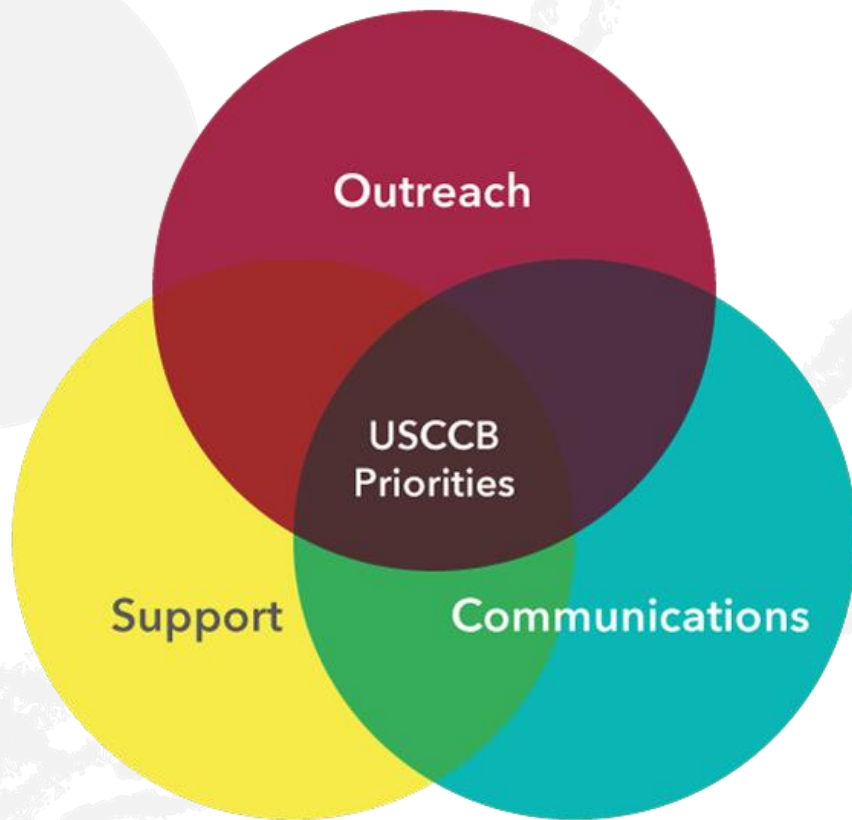 Outreach
USCCB
Priorities
Support
Communications